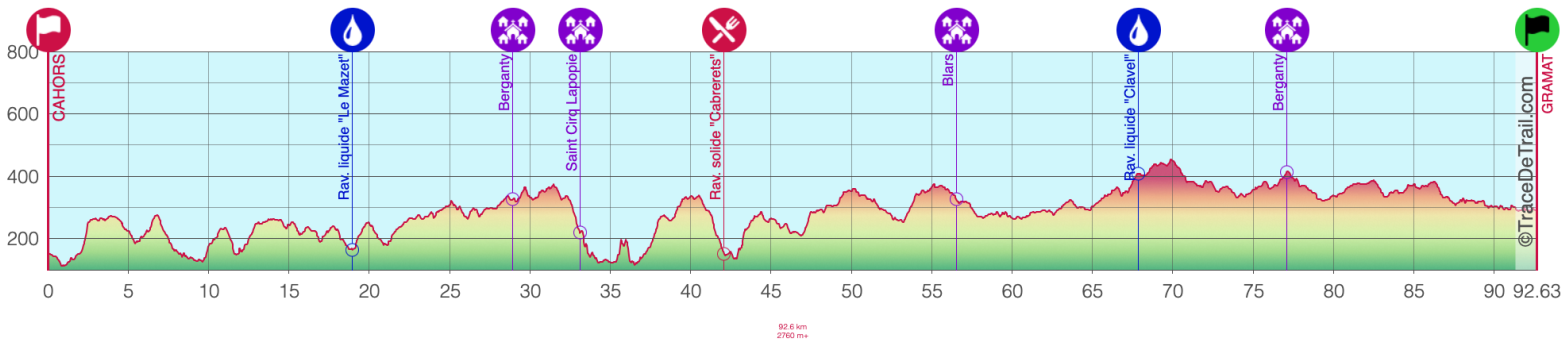 800
600
400
200
CAHORS
Rav. liquide "Le Mazet"
Berganty
Saint Cirq Lapopie
Rav. solide "Cabrerets"
Blars
Rav. liquide "Clavel"
Berganty
©TraceDeTrail.com
GRAMAT
0 5 10 15 20 25 30 35 40 45 50 55 60 65 70 75 80 85 90 92.63
92.6 km
2760 m+